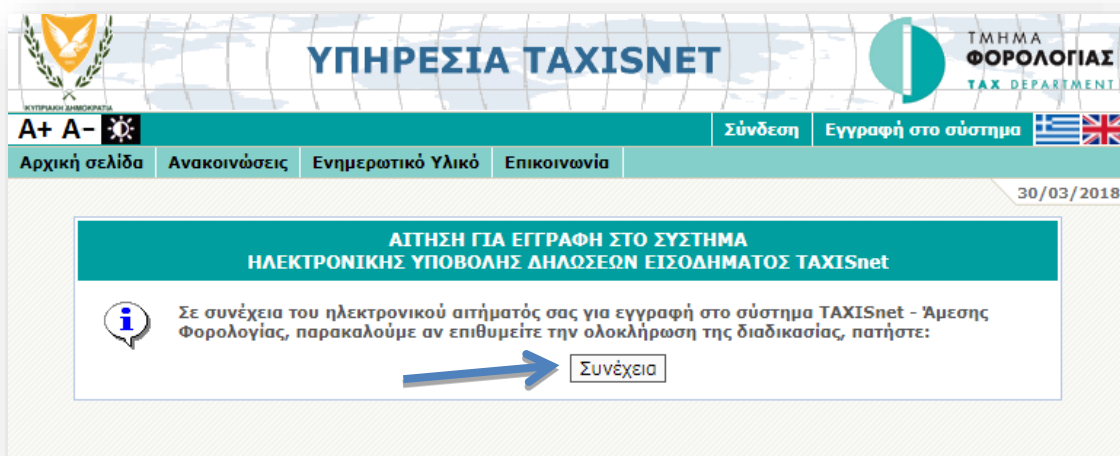 ΥΠΗΡΕΣΙΑ TAXISNET
ΤΜΗΜΑ
ΦΟΡΟΛΟΓΙΑΣ
TAX DEPARTMENT
ΚΥΠΡΙΑΚΗ ΔΗΜΟΚΡΑΤΙΑ
A+ A-
Σύνδεση Εγγραφή στο σύστημα
Αρχική σελίδα Ανακοινώσεις Ενημερωτικό Υλικό Επικοινωνία
30/03/2018
ΑΙΤΗΣΗ ΓΙΑ ΕΓΓΡΑΦΗ ΣΤΟ ΣΥΣΤΗΜΑ
ΗΛΕΚΤΡΟΝΙΚΗΣ ΥΠΟΒΟΛΗΣ ΔΗΛΩΣΕΩΝ ΕΙΣΟΔΗΜΑΤΟΣ TAXISnet
Σε συνέχεια του ηλεκτρονικού αιτήματός σας για εγγραφή στο σύστημα TAXISnet - Άμεσης
Φορολογίας, παρακαλούμε αν επιθυμείτε την ολοκλήρωση της διαδικασίας, πατήστε:
Συνέχεια